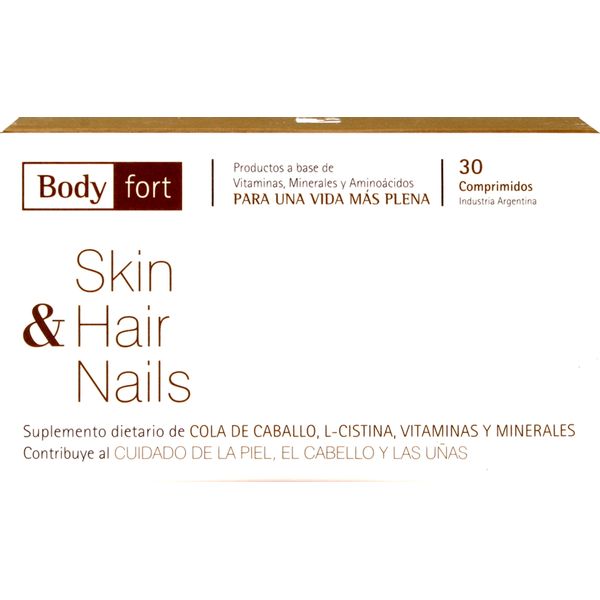 Body fort
Productos a base de
Vitaminas, Minerales y Aminoácidos
PARA UNA VIDA MÁS PLENA
30
Comprimidos
Industria Argentina
Skin
& Hair
Nails
Suplemento dietario de COLA DE CABALLO, L-CISTINA, VITAMINAS Y MINERALES
Contribuye al CUIDADO DE LA PIEL, EL CABELLO Y LAS UÑAS